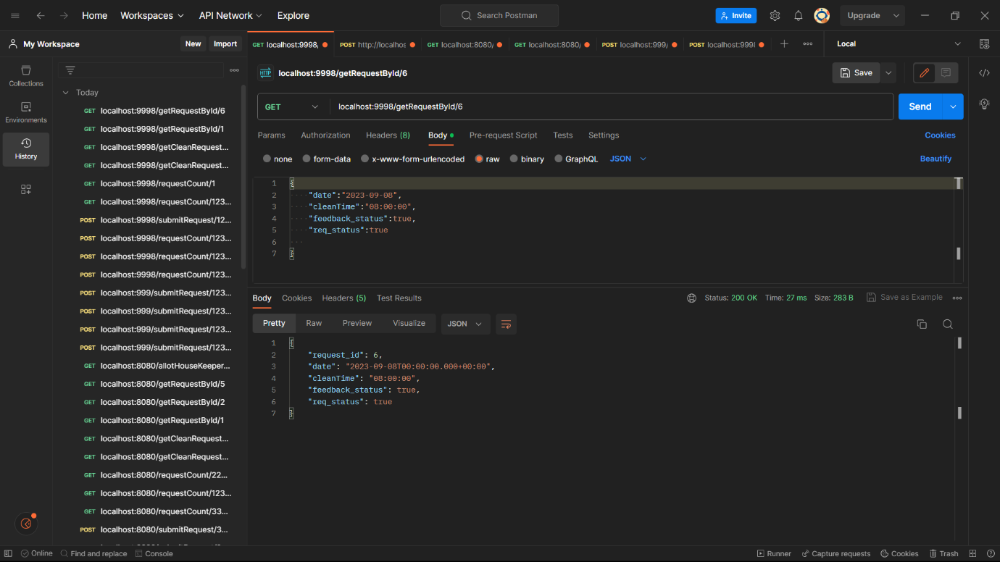 Home Workspaces API Network Explore Search Postman Invite Upgrade
My Workspace New Import GET localhost:9998, POST http://localhos GET localhost:8080/ GET localhost:8080/ POST localhost:999/ POST localhost:999 Local
Collections
Environments
History
Today
GET localhost:9998/getRequestById/6
GET localhost:9998/getRequestById/1
GET localhost:9998/getCleanRequest...
GET localhost:9998/getCleanRequest...
GET localhost:9998/requestCount/1
GET localhost:9998/requestCount/123...
POST localhost:9998/submitRequest/12...
POST localhost:9998/requestCount/123...
POST localhost:9998/requestCount/123...
POST localhost:9998/requestCount/123...
POST localhost:999/submitRequest/123...
POST localhost:999/submitRequest/123...
POST localhost:999/submitRequest/123...
POST localhost:999/submitRequest/123...
GET localhost:8080/allotHouseKeeper...
GET localhost:8080/getRequestById/5
GET localhost:8080/getRequestById/2
GET localhost:8080/getRequestById/1
GET localhost:8080/getCleanRequest...
GET localhost:8080/getCleanRequest...
GET localhost:8080/requestCount/22...
GET localhost:8080/requestCount/123...
GET localhost:8080/requestCount/33...
POST localhost:8080/submitRequest/3...
HTTP localhost:9998/getRequestById/6 Save
GET localhost:9998/getRequestById/6 Send
Params Authorization Headers (8) Body Pre-request Script Tests Settings Cookies
none form-data x-www-form-urlencoded raw binary GraphQL JSON Beautify
1 {
2 "date":"2023-09-08",
3 "cleanTime":"08:00:00",
4 "feedback_status":true,
5 "req_status":true
6
7 }
Body Cookies Headers (5) Test Results Status: 200 OK Time: 27 ms Size: 283 B Save as Example
Pretty Raw Preview Visualize JSON
1 {
2 "request_id": 6,
3 "date": "2023-09-08T00:00:00.000+00:00",
4 "cleanTime": "08:00:00",
5 "feedback_status": true,
6 "req_status": true
7 }
Online Find and replace Console Runner Capture requests Cookies Trash